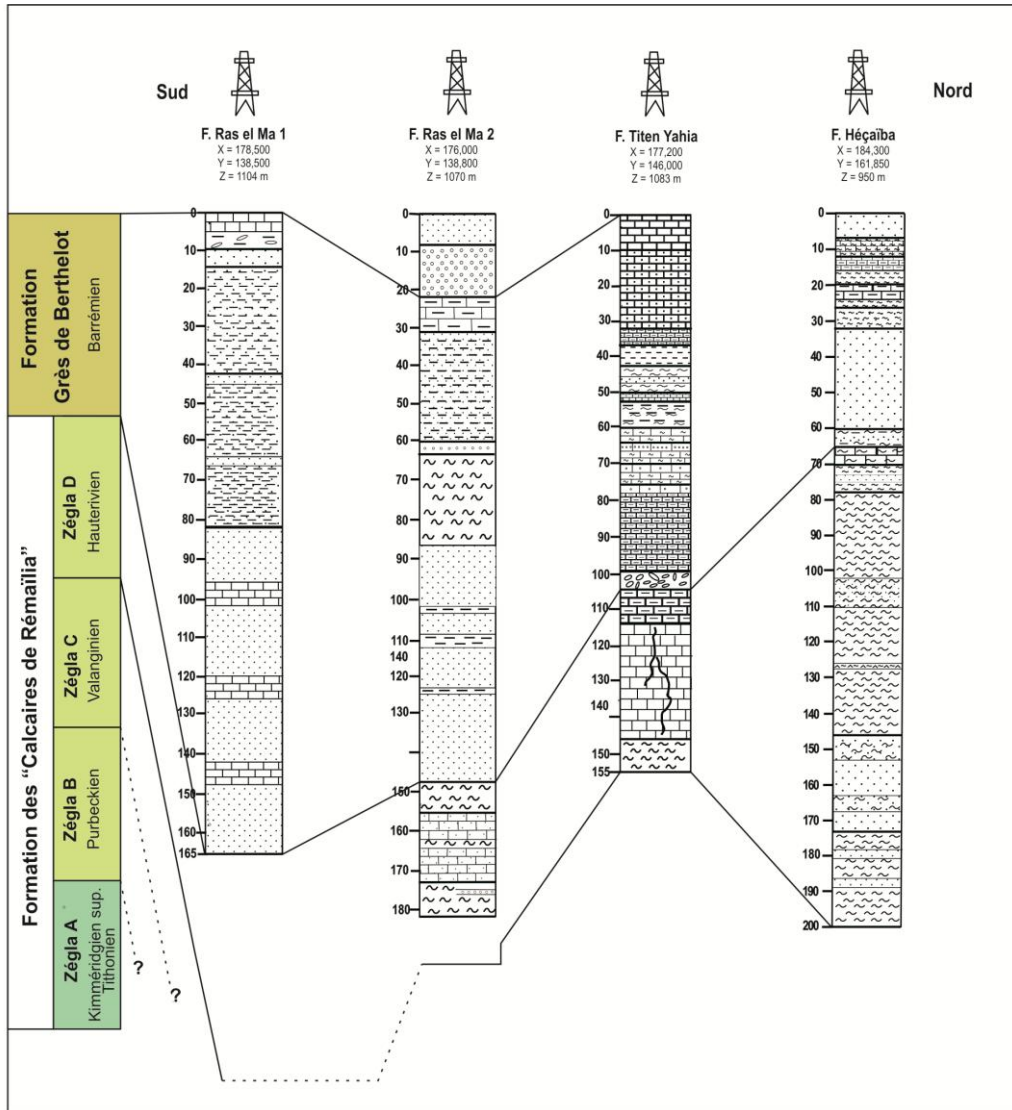 Sud
Nord
F. Ras el Ma 1
X = 178,500
Y = 138,500
Z = 1104 m
F. Ras el Ma 2
X = 176,000
Y = 138,800
Z = 1070 m
F. Titen Yahia
X = 177,200
Y = 146,000
Z = 1083 m
F. Héçaïba
X = 184,300
Y = 161,850
Z = 950 m
Formation
Grès de Berthelot
Barrémien
Formation des "Calcaires de Rémaïlia"
Zégla D
Hauterivien
Zégla C
Valanginien
Zégla B
Purbeckien
Zégla A
Kimméridgien sup.
Tithonien
?
?
0
10
20
30
40
50
60
70
80
90
100
110
120
130
140
150
160
165
0
10
20
30
40
50
60
70
80
90
100
110
140
120
130
150
160
170
180
0
10
20
30
40
50
60
70
80
90
100
110
120
130
140
150
155
0
10
20
30
40
50
60
70
80
90
100
110
120
130
140
150
160
170
180
190
200